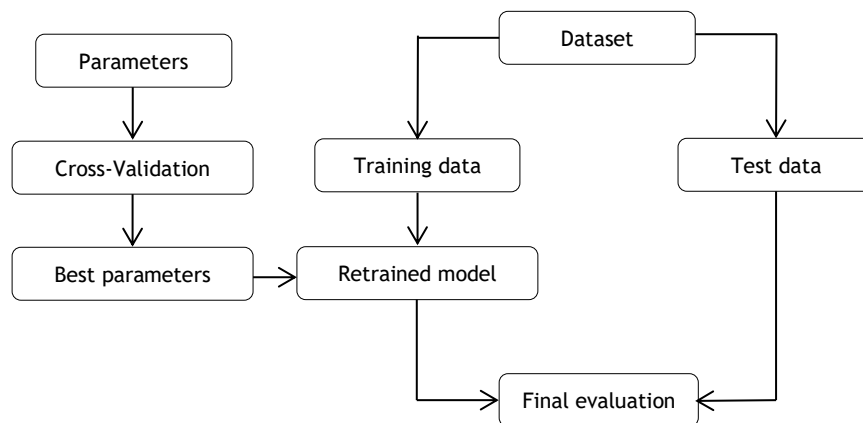 Dataset
Parameters
Cross-Validation
Training data
Test data
Best parameters
Retrained model
Final evaluation